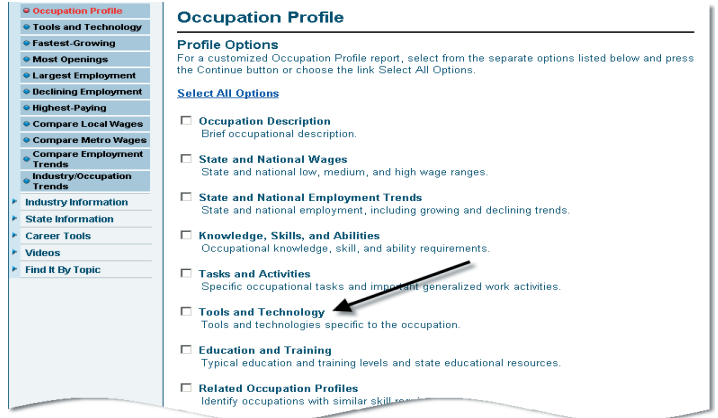 Occupation Profile
Tools and Technology
Fastest-Growing
Most Openings
Largest Employment
Declining Employment
Highest-Paying
Compare Local Wages
Compare Metro Wages
Compare Employment
Trends
Industry/Occupation
Trends
Industry Information
State Information
Career Tools
Videos
Find It By Topic
Occupation Profile
Profile Options
For a customized Occupation Profile report, select from the separate options listed below and press
the Continue button or choose the link Select All Options.
Select All Options
Occupation Description
Brief occupational description.
State and National Wages
State and national low, medium, and high wage ranges.
State and National Employment Trends
State and national employment, including growing and declining trends.
Knowledge, Skills, and Abilities
Occupational knowledge, skill, and ability requirements.
Tasks and Activities
Specific occupational tasks and important generalized work activities.
Tools and Technology
Tools and technologies specific to the occupation.
Education and Training
Typical education and training levels and state educational resources.
Related Occupation Profiles
Identify occupations with similar skill